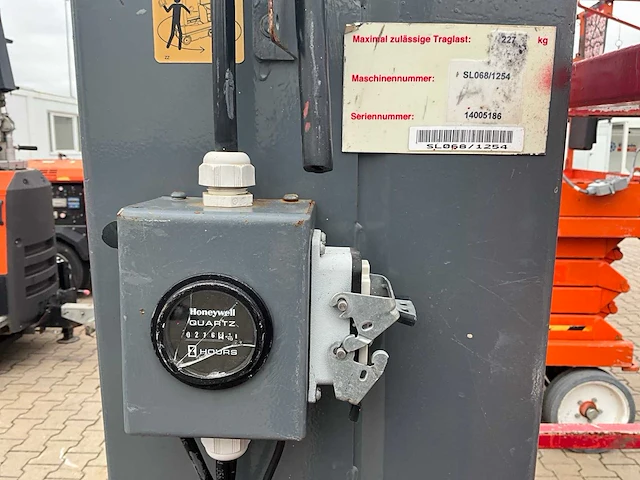 Maximal zulässige Traglast: 227 kg
Maschinennummer: SL068/1254
Seriennummer: 14005186
SL068/1254
Honeywell
QUARTZ
HOURS